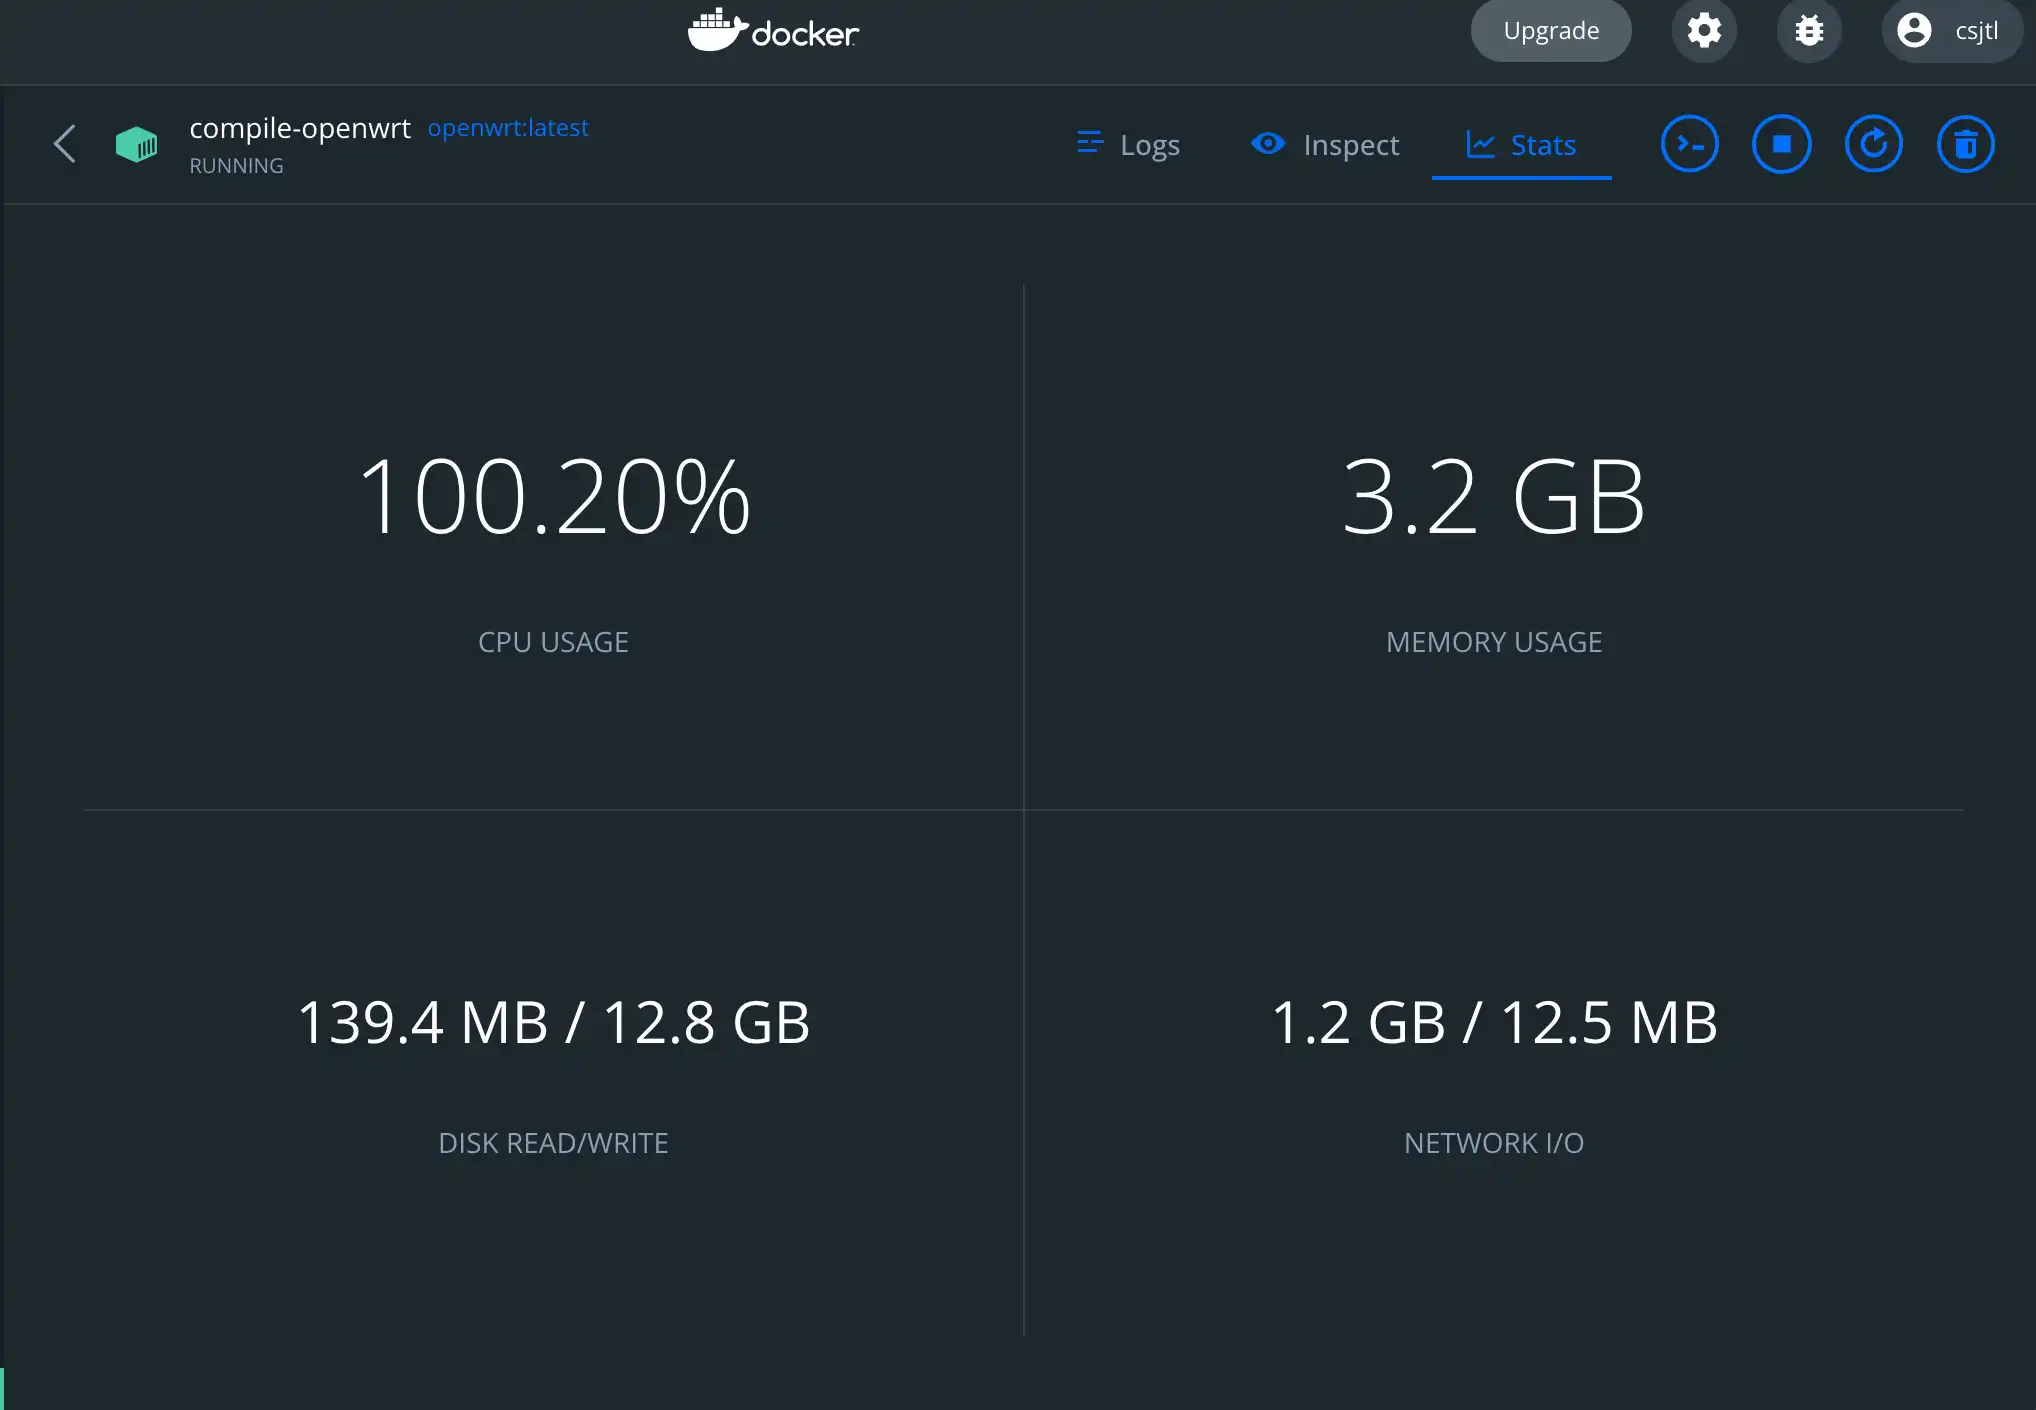 docker
Upgrade
csjtl
compile-openwrt openwrt:latest
RUNNING
Logs
Inspect
Stats
100.20%
CPU USAGE
3.2 GB
MEMORY USAGE
139.4 MB / 12.8 GB
DISK READ/WRITE
1.2 GB / 12.5 MB
NETWORK I/O